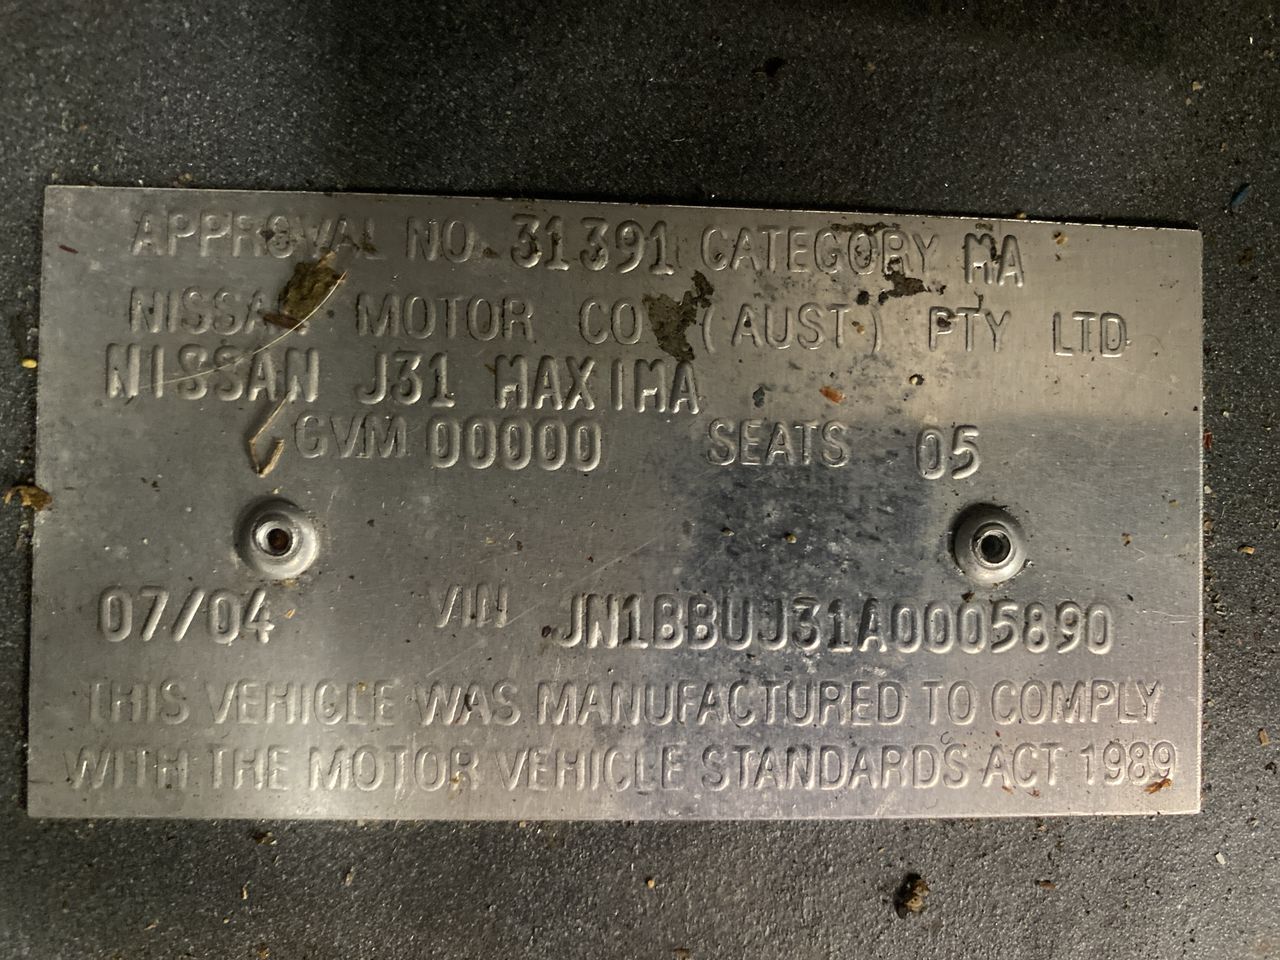 APPROVAL NO. 31391 CATEGORY MA
NISSAN MOTOR CO (AUST) PTY LTD
NISSAN J31 MAXIMA
GVM 00000 SEATS 05
07/04 VIN JN1BBUJ31A0005890
THIS VEHICLE WAS MANUFACTURED TO COMPLY
WITH THE MOTOR VEHICLE STANDARDS ACT 1989